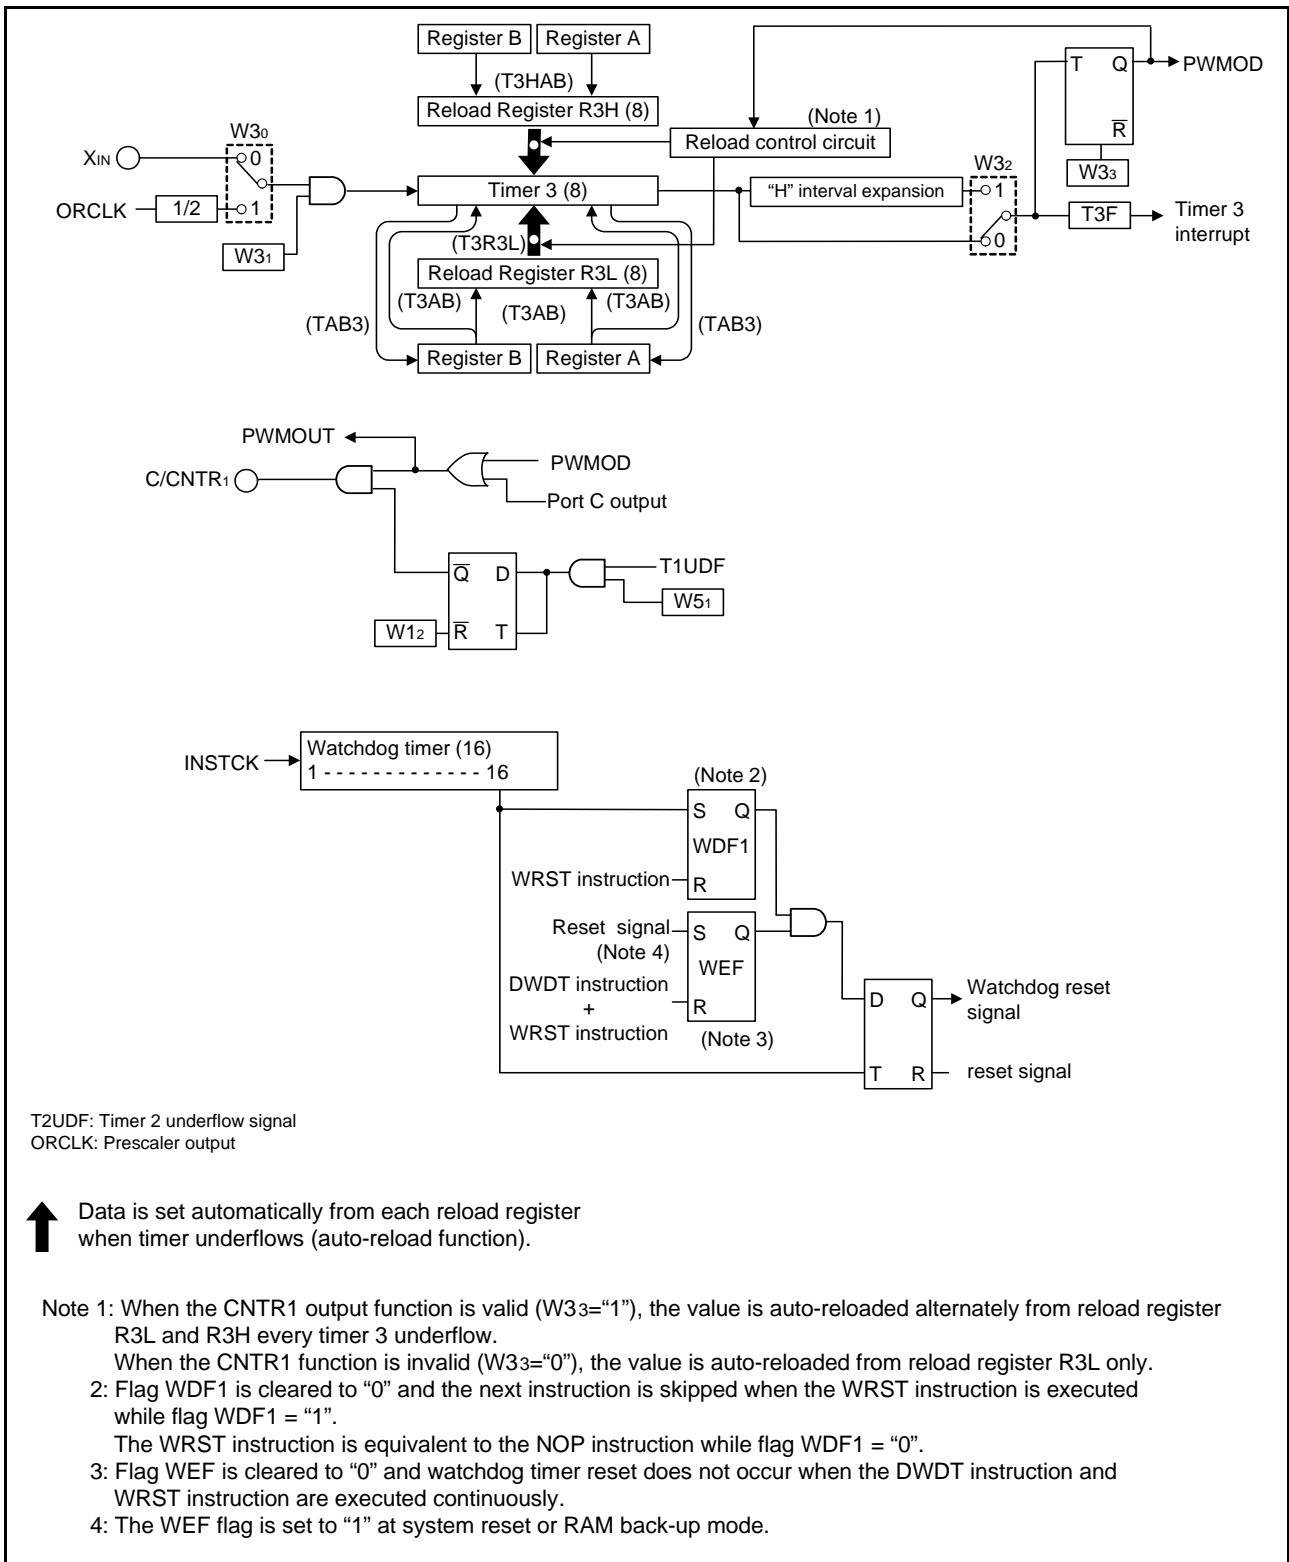 Register B Register A
(T3HAB)
Reload Register R3H (8)
(Note 1)
Reload control circuit
T Q PWMOD
R
W33
W30
XIN 0
ORCLK 1/2 1
W31
Timer 3 (8)
"H" interval expansion
W32
1
0
T3F
Timer 3
interrupt
(T3R3L)
Reload Register R3L (8)
(T3AB) (T3AB) (T3AB)
(TAB3) (TAB3)
Register B Register A
PWMOUT
C/CNTR1
PWMOD
Port C output
Q D
R T
W12
T1UDF
W51
INSTCK
Watchdog timer (16)
1 - - - - - - - - - - - - - 16
(Note 2)
S Q
WDF1
R
WRST instruction
Reset signal
(Note 4)
S Q
WEF
R
DWDT instruction
+
WRST instruction
(Note 3)
D Q
T R
Watchdog reset
signal
reset signal
T2UDF: Timer 2 underflow signal
ORCLK: Prescaler output
Data is set automatically from each reload register
when timer underflows (auto-reload function).
Note 1: When the CNTR1 output function is valid (W33=“1”), the value is auto-reloaded alternately from reload register
R3L and R3H every timer 3 underflow.
When the CNTR1 function is invalid (W33=“0”), the value is auto-reloaded from reload register R3L only.
2: Flag WDF1 is cleared to “0” and the next instruction is skipped when the WRST instruction is executed
while flag WDF1 = “1”.
The WRST instruction is equivalent to the NOP instruction while flag WDF1 = “0”.
3: Flag WEF is cleared to “0” and watchdog timer reset does not occur when the DWDT instruction and
WRST instruction are executed continuously.
4: The WEF flag is set to “1” at system reset or RAM back-up mode.